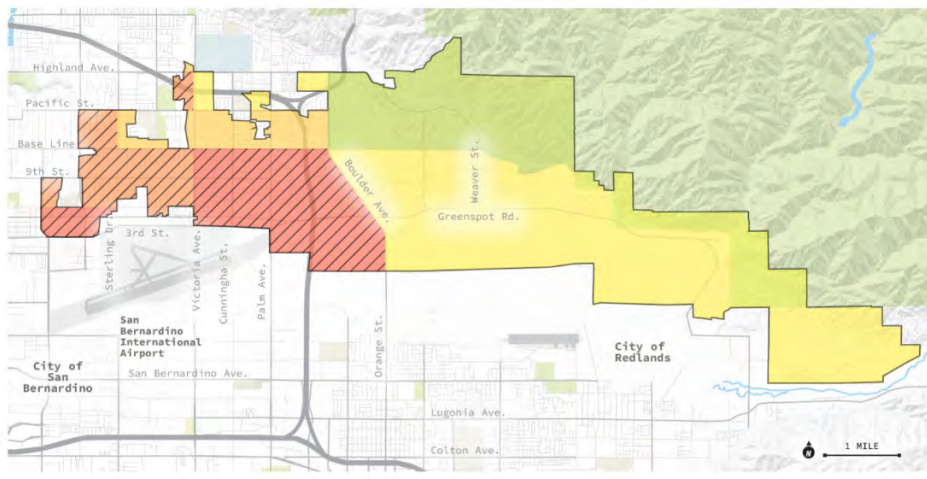 Highland Ave.
Pacific St.
Base Line
9th St.
Boulder Ave.
Weaver St.
Greenspot Rd.
3rd St.
Sterling Dr.
Victoria Ave.
Cunningha St.
Palm Ave.
San
Bernardino
International
Airport
Orange St.
City of
San
Bernardino
San Bernardino Ave.
City of
Redlands
Lugonia Ave.
Colton Ave.
N
1 MILE